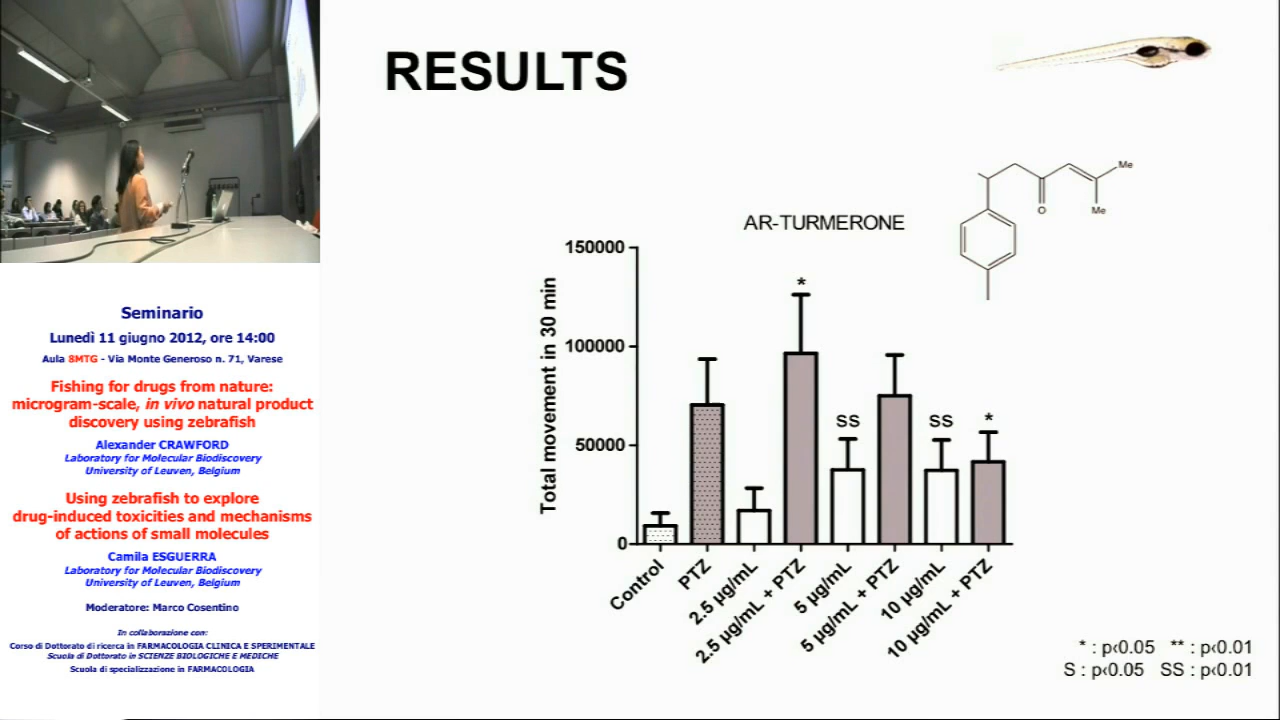 RESULTS
AR-TURMERONE
Me
O
Me
Total movement in 30 min
150000
100000
50000
0
*
SS
SS
*
Control
PTZ
2.5 µg/mL
2.5 µg/mL + PTZ
5 µg/mL
5 µg/mL + PTZ
10 µg/mL
10 µg/mL + PTZ
* : p<0.05 ** : p<0.01
S : p<0.05 SS : p<0.01
Seminario
Lunedì 11 giugno 2012, ore 14:00
Aula 8MTG - Via Monte Generoso n. 71, Varese
Fishing for drugs from nature:
microgram-scale, in vivo natural product
discovery using zebrafish
Alexander CRAWFORD
Laboratory for Molecular Biodiscovery
University of Leuven, Belgium
Using zebrafish to explore
drug-induced toxicities and mechanisms
of actions of small molecules
Camila ESGUERRA
Laboratory for Molecular Biodiscovery
University of Leuven, Belgium
Moderatore: Marco Cosentino
In collaborazione con:
Corso di Dottorato di ricerca in FARMACOLOGIA CLINICA E SPERIMENTALE
Scuola di Dottorato in SCIENZE BIOLOGICHE E MEDICHE
Scuola di specializzazione in FARMACOLOGIA